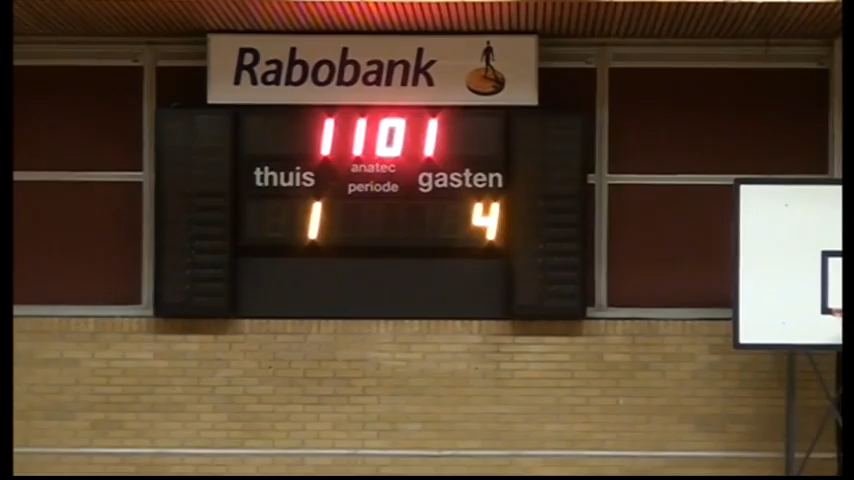 Rabobank
1101
thuis anatec gasten
periode
1 4